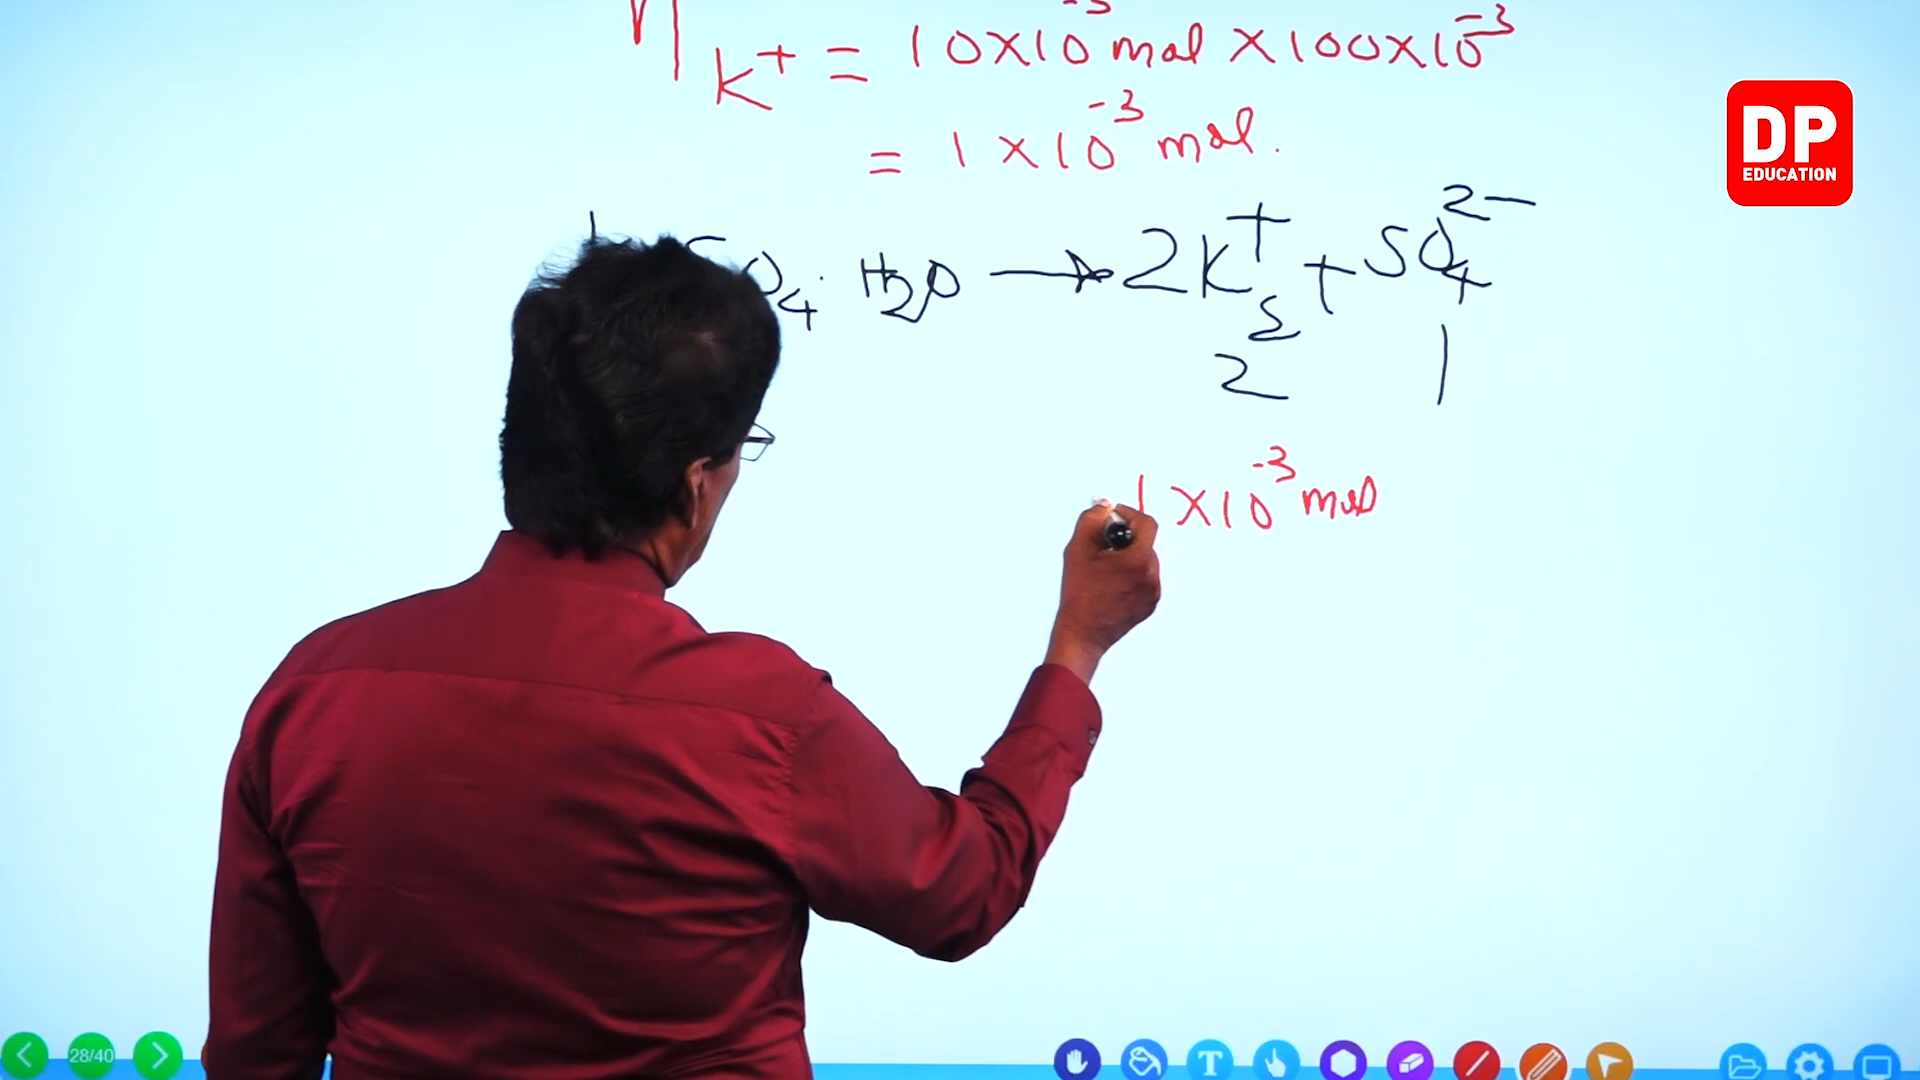 η K⁺ = 10×10⁻³ mol ×100×10⁻³
= 1 ×10⁻³ mol.
SO₄ . H₂O → 2K⁺ + SO₄²⁻
2
2 1
1 ×10⁻³ mol
DP
EDUCATION
28/40
T